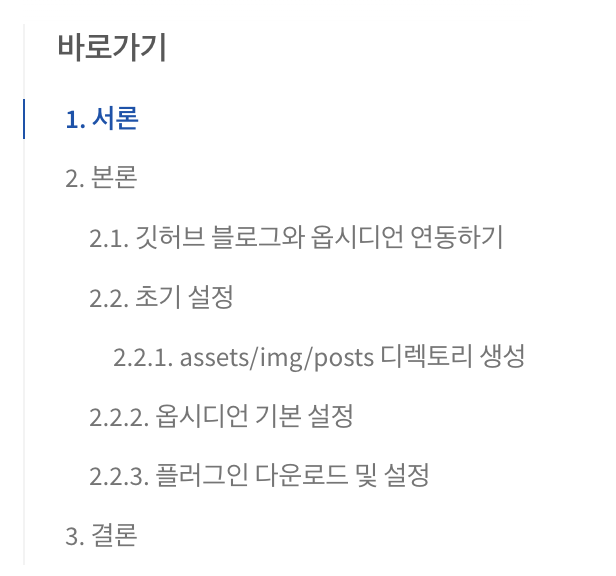 바로가기
1. 서론
2. 본론
2.1. 깃허브 블로그와 옵시디언 연동하기
2.2. 초기 설정
2.2.1. assets/img/posts 디렉토리 생성
2.2.2. 옵시디언 기본 설정
2.2.3. 플러그인 다운로드 및 설정
3. 결론